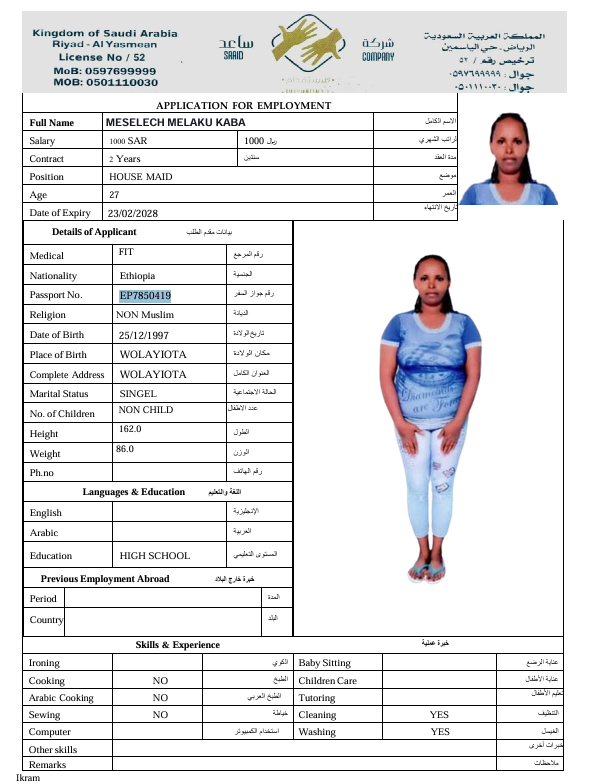 Kingdom of Saudi Arabia
Riyadh - Al Yasmean
License No / 52
MoB: 0597699999
MOB: 0501110030
ساعد
SAAID
شركة
COMPANY
المملكة العربية السعودية
الرياض . حي الياسمين
ترخيص رقم / ٥٢
جوال : ٠٥٩٧٦٩٩٩٩٩
جوال : ٠٥٠١١١٠٠٣٠
APPLICATION FOR EMPLOYMENT
Full Name MESELECH MELAKU KABA الاسم الكامل
Salary 1000 SAR 1000 ريال لراتب الشهري
Contract 2 Years سنتين مدة العقد
Position HOUSE MAID موضع
Age 27 العمر
Date of Expiry 23/02/2028 تاريخ الانتهاء
Details of Applicant بيانات مقدم الطلب
Medical FIT رقم المرجع
Nationality Ethiopia الجنسية
Passport No. EP7850419 رقم جواز السفر
Religion NON Muslim الديانة
Date of Birth 25/12/1997 تاريخ الولادة
Place of Birth WOLAYIOTA مكان الولادة
Complete Address WOLAYIOTA العنوان الكامل
Marital Status SINGEL الحالة الاجتماعية
No. of Children NON CHILD عدد الاطفال
Height 162.0 الطول
Weight 86.0 الوزن
Ph.no رقم الهاتف
Languages & Education اللغة والتعليم
English الإنجليزية
Arabic العربية
Education HIGH SCHOOL المستوى التعليمي
Previous Employment Abroad خبرة خارج البلاد
Period المدة
Country البلد
Diamonds
are
Skills & Experience خبرة عملية
Ironing الكوي Baby Sitting عناية الرضع
Cooking NO الطبخ Children Care عناية الأطفال
Arabic Cooking NO الطبخ العربي Tutoring تعليم الأطفال
Sewing NO خياطة Cleaning YES التنظيف
Computer استخدام الكمبيوتر Washing YES الغسيل
Other skills خبرات أخرى
Remarks ملاحظات
Ikram